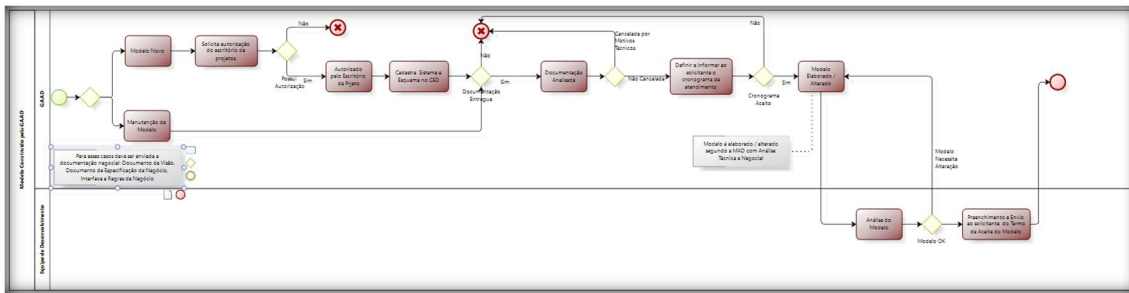 Modelo Construído pelo GAAD
GAAD
Modelo Novo
Solicita autorização
do escritório de
projetos
Não
Possui
Autorização
Sim
Autorizado
pelo Escritório
de Prjeto
Cadastra Sistema e
Esquema no CED
Não
Documentação
Entregue
Sim
Documentação
Analisada
Cancelada por
Motivos
Técnicos
Não Cancelada
Definir e informar ao
solicitante o
cronograma de
atendimento
Não
Cronograma
Aceito
Sim
Modelo
Elaborado /
Alterado
Manutenção de
Modelo
Para esses casos deve ser enviada a
documentação negocial: Documento de Visão,
Documento de Especificação de Negócio,
Interface e Regras de Negócio
Modelo é elaborado / alterado
segundo a MAD com Análise
Técnica e Negocial
Modelo
Necessita
Alteração
Equipe de Desenvolvimento
Análise do
Modelo
Modelo OK
Preenchimento e Envio
ao solicitante do Termo
de Aceite do Modelo